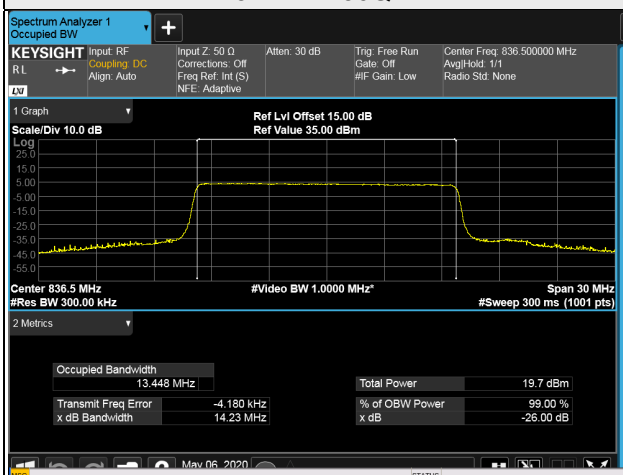 Spectrum Analyzer 1
Occupied BW
KEYSIGHT Input: RF Input Z: 50 Ω Atten: 30 dB Trig: Free Run Center Freq: 836.500000 MHz
RL Coupling: DC Corrections: Off Gate: Off Avg|Hold: 1/1
Align: Auto Freq Ref: Int (S) #IF Gain: Low Radio Std: None
LXI NFE: Adaptive
1 Graph
Ref Lvl Offset 15.00 dB
Scale/Div 10.0 dB Ref Value 35.00 dBm
Log
25.0
15.0
5.00
-5.00
-15.0
-25.0
-35.0
-45.0
-55.0
Center 836.5 MHz #Video BW 1.0000 MHz* Span 30 MHz
#Res BW 300.00 kHz #Sweep 300 ms (1001 pts)
2 Metrics
Occupied Bandwidth
13.448 MHz Total Power 19.7 dBm
Transmit Freq Error -4.180 kHz % of OBW Power 99.00 %
x dB Bandwidth 14.23 MHz x dB -26.00 dB
May 06, 2020
MSG STATUS